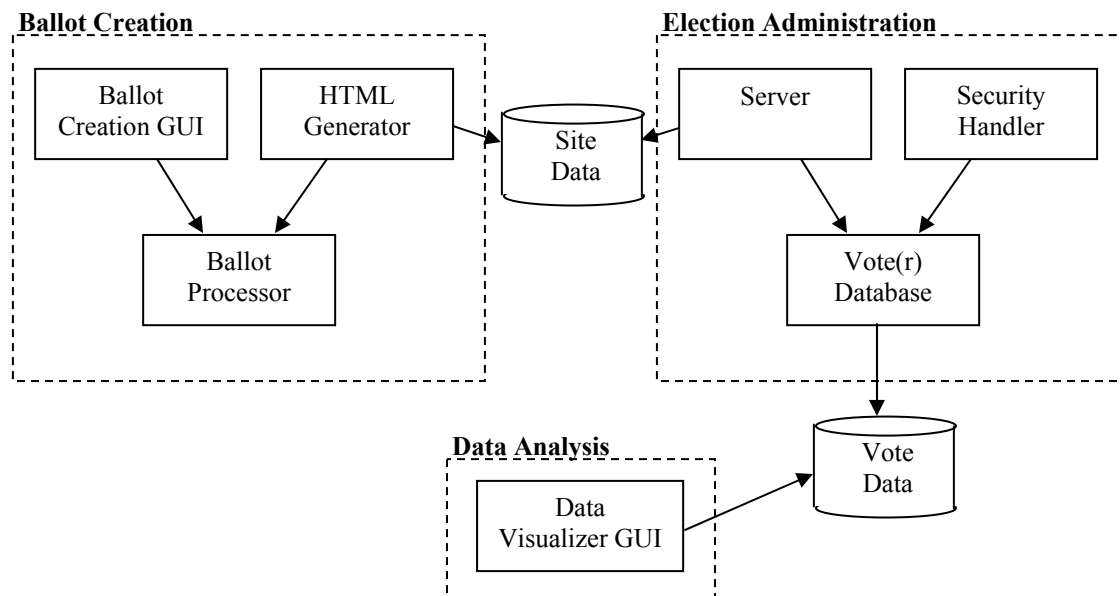 Ballot Creation
Election Administration
Ballot
Creation GUI
HTML
Generator
Site
Data
Server
Security
Handler
Ballot
Processor
Vote(r)
Database
Data Analysis
Vote
Data
Data
Visualizer GUI